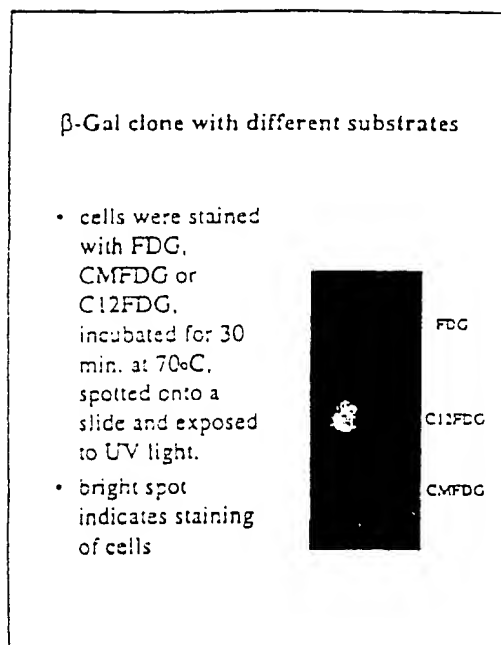 β-Gal clone with different substrates
• cells were stained
with FDG,
CMFDG or
C12FDG,
incubated for 30
min. at 70oC,
spotted onto a
slide and exposed
to UV light.
• bright spot
indicates staining
of cells
FDG
C12FDG
CMFDG